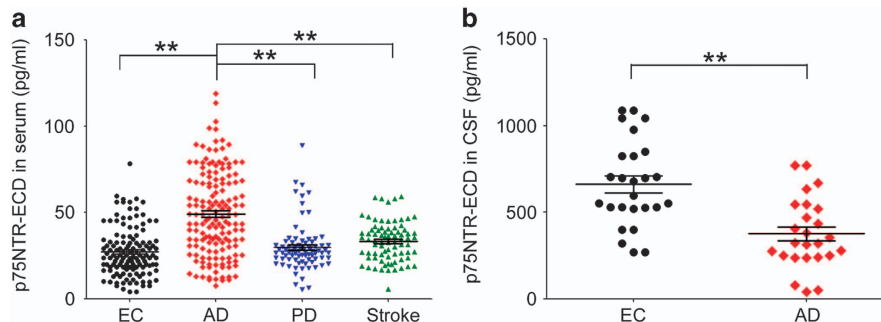 a
p75NTR-ECD in serum (pg/ml)
150
100
50
0
**
**
**
EC AD PD Stroke
b
p75NTR-ECD in CSF (pg/ml)
1500
1000
500
0
**
EC AD